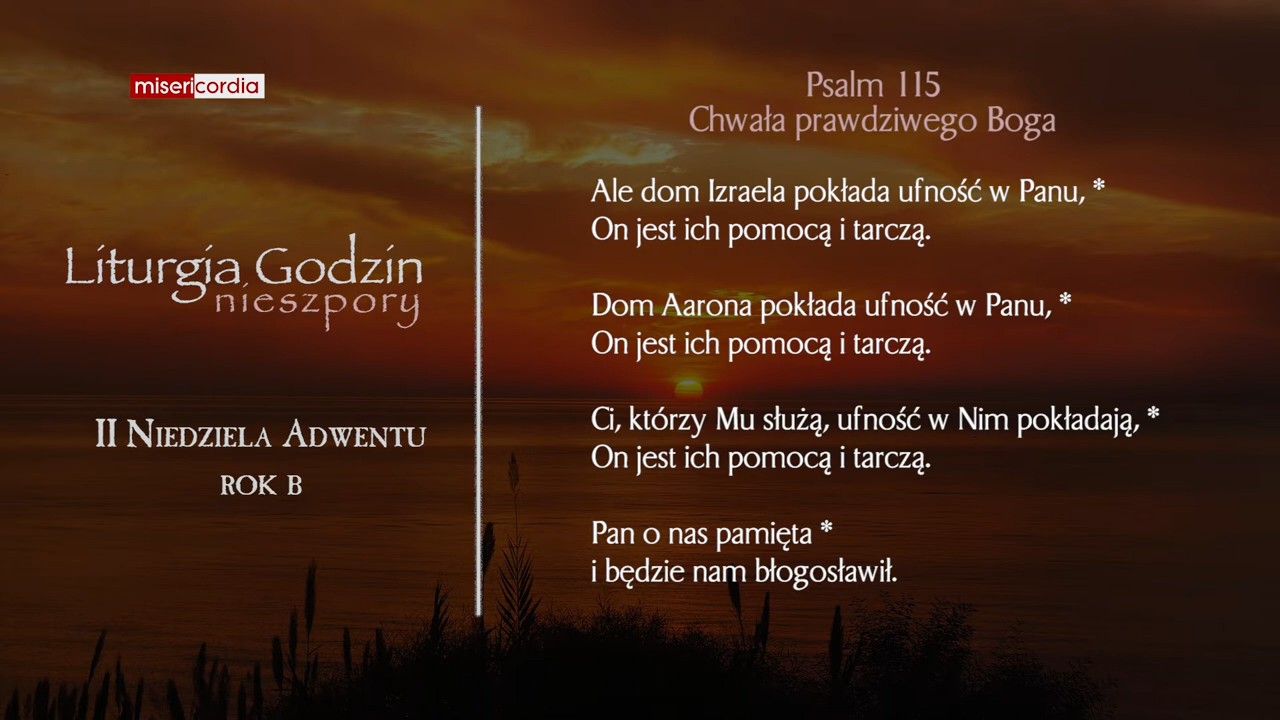 misericordia
Liturgia Godzin
nieszpory
II Niedziela Adwentu
rok B
Psalm 115
Chwała prawdziwego Boga
Ale dom Izraela pokłada ufność w Panu, *
On jest ich pomocą i tarczą.
Dom Aarona pokłada ufność w Panu, *
On jest ich pomocą i tarczą.
Ci, którzy Mu służą, ufność w Nim pokładają, *
On jest ich pomocą i tarczą.
Pan o nas pamięta *
i będzie nam błogosławił.